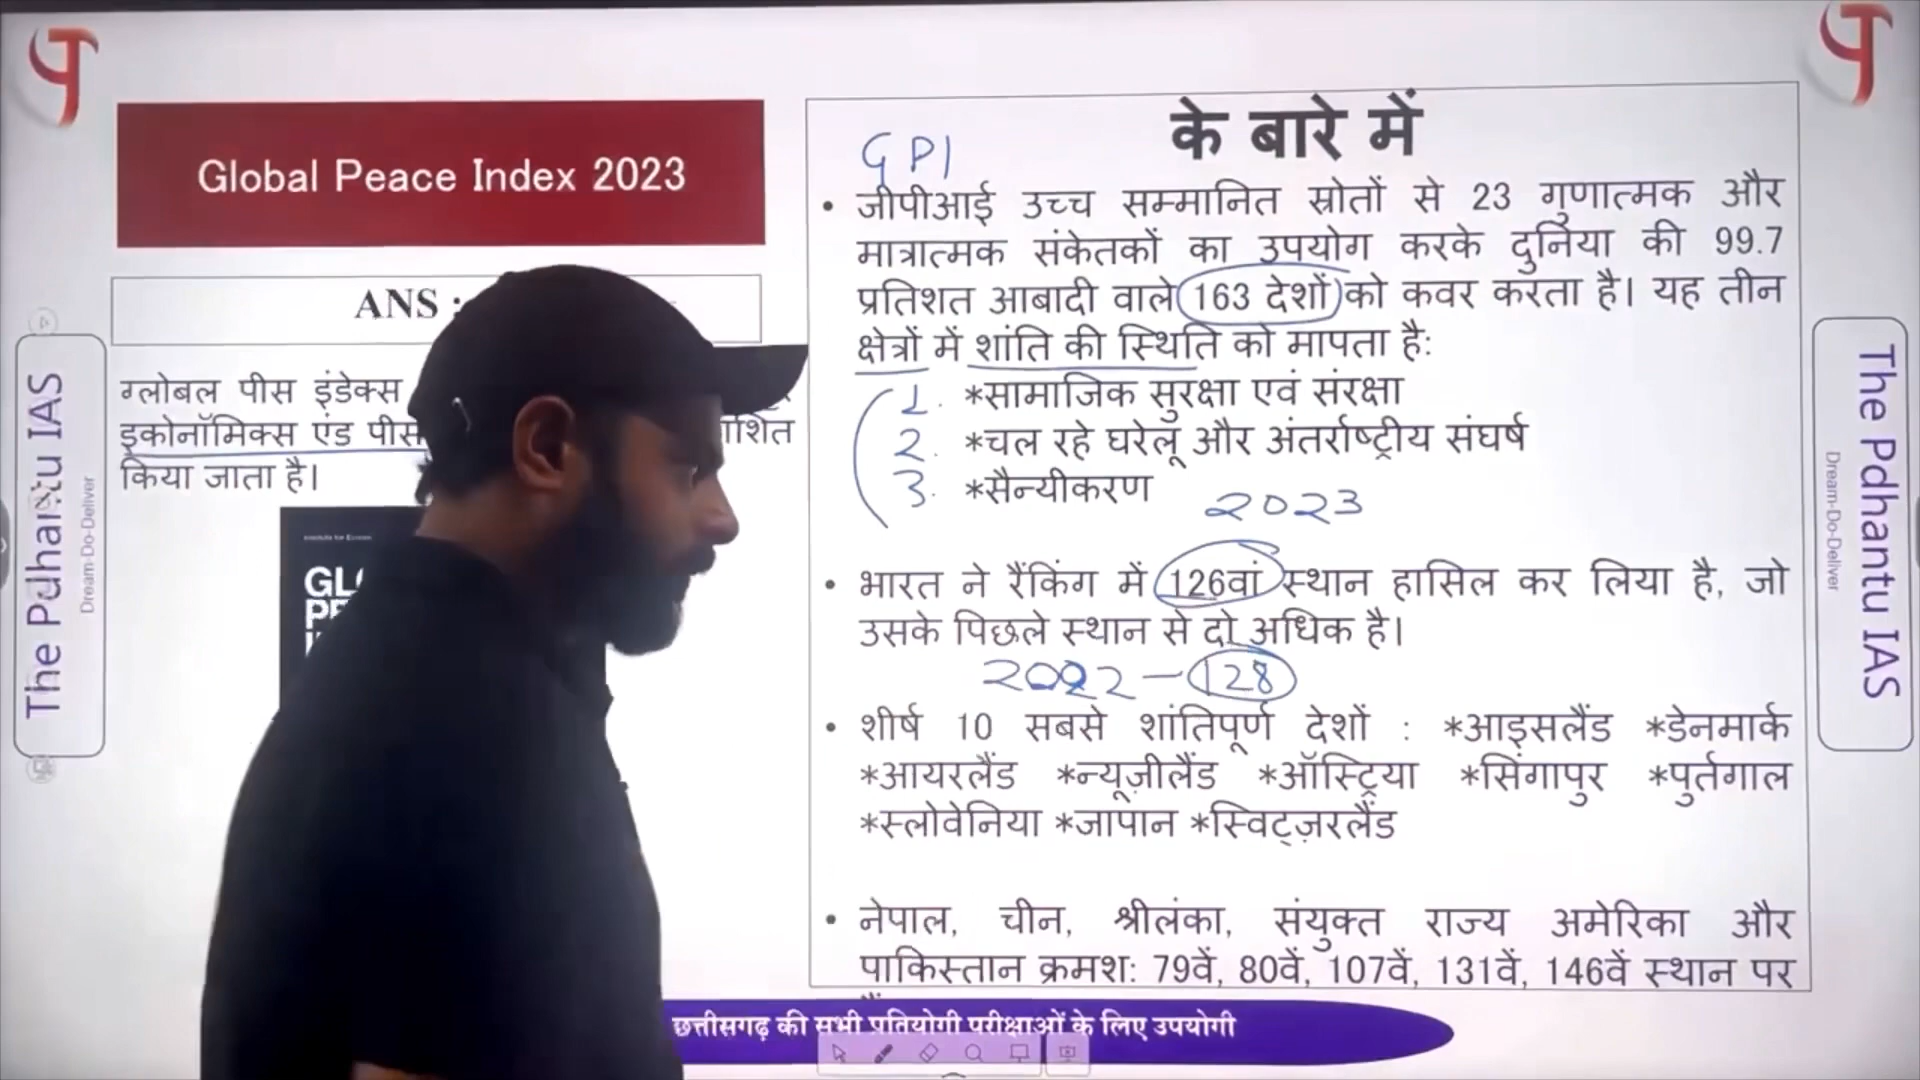 Global Peace Index 2023
ANS :
ग्लोबल पीस इंडेक्स
इकोनॉमिक्स एंड पीस
किया जाता है।
GPI
के बारे में
• जीपीआई उच्च सम्मानित स्रोतों से 23 गुणात्मक और
मात्रात्मक संकेतकों का उपयोग करके दुनिया की 99.7
प्रतिशत आबादी वाले 163 देशों को कवर करता है। यह तीन
क्षेत्रों में शांति की स्थिति को मापता है:
1. *सामाजिक सुरक्षा एवं संरक्षा
2. *चल रहे घरेलू और अंतर्राष्ट्रीय संघर्ष
3. *सैन्यीकरण
2023
• भारत ने रैंकिंग में 126वां स्थान हासिल कर लिया है, जो
उसके पिछले स्थान से दो अधिक है।
2022 – 128
• शीर्ष 10 सबसे शांतिपूर्ण देशों : *आइसलैंड *डेनमार्क
*आयरलैंड *न्यूज़ीलैंड *ऑस्ट्रिया *सिंगापुर *पुर्तगाल
*स्लोवेनिया *जापान *स्विट्ज़रलैंड
• नेपाल, चीन, श्रीलंका, संयुक्त राज्य अमेरिका और
पाकिस्तान क्रमश: 79वें, 80वें, 107वें, 131वें, 146वें स्थान पर
छत्तीसगढ़ की सभी प्रतियोगी परीक्षाओं के लिए उपयोगी
The Pdhantu IAS
Dream-Do-Deliver
The Pdhantu IAS
Dream-Do-Deliver